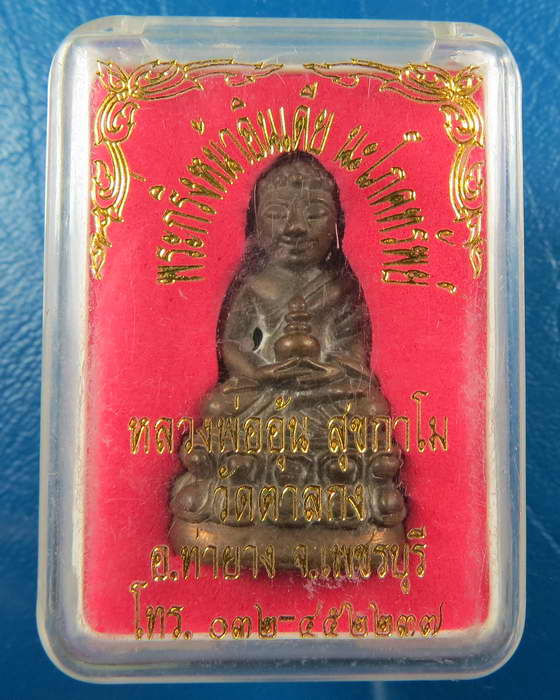 พระกริ่งหน้าอินเดีย นะโภคทรัพย์
หลวงพ่ออุ้น สุขกาโม
วัดตาลกง
อ.ท่ายาง จ.เพชรบุรี
โทร. ๐๓๒-๔๕๒๒๓๗